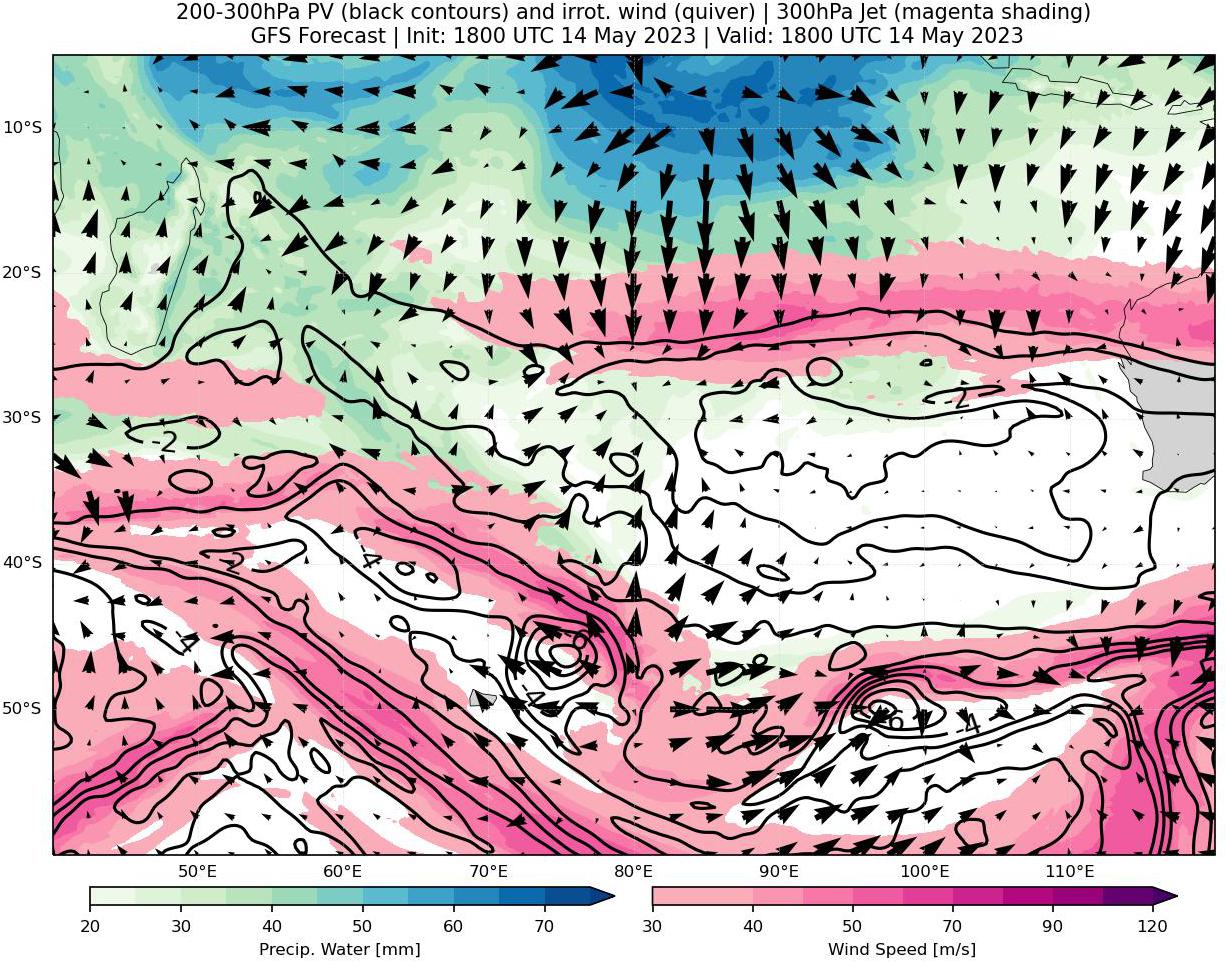 200-300hPa PV (black contours) and irrot. wind (quiver) | 300hPa Jet (magenta shading)
GFS Forecast | Init: 1800 UTC 14 May 2023 | Valid: 1800 UTC 14 May 2023
10°S
20°S
-2
30°S
-2
-4
-2
40°S
-4
-4
50°S
-6
-4
50°E 60°E 70°E 80°E 90°E 100°E 110°E
20 30 40 50 60 70
30 40 50 70 90 120
Precip. Water [mm] Wind Speed [m/s]